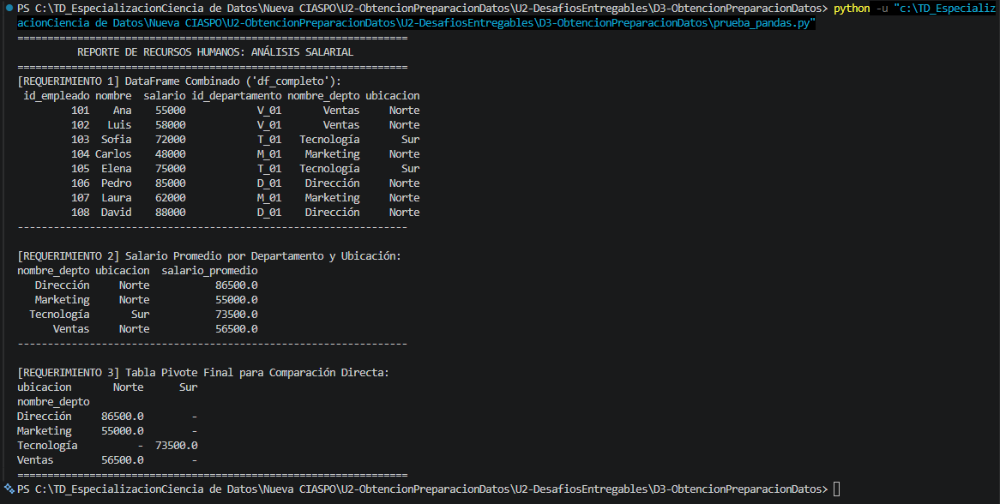 PS C:\TD_EspecializacionCiencia de Datos\Nueva CIASPO\U2-ObtencionPreparacionDatos\U2-DesafiosEntregables\D3-ObtencionPreparacionDatos> python -u "c:\TD_Especializ
acionCiencia de Datos\Nueva CIASPO\U2-ObtencionPreparacionDatos\U2-DesafiosEntregables\D3-ObtencionPreparacionDatos\prueba_pandas.py"
=================================================================
          REPORTE DE RECURSOS HUMANOS: ANÁLISIS SALARIAL
=================================================================
[REQUERIMIENTO 1] DataFrame Combinado ('df_completo'):
 id_empleado nombre  salario id_departamento nombre_depto ubicacion
         101    Ana    55000            V_01       Ventas     Norte
         102   Luis    58000            V_01       Ventas     Norte
         103  Sofia    72000            T_01   Tecnología       Sur
         104 Carlos    48000            M_01    Marketing     Norte
         105  Elena    75000            T_01   Tecnología       Sur
         106  Pedro    85000            D_01    Dirección     Norte
         107  Laura    62000            M_01    Marketing     Norte
         108  David    88000            D_01    Dirección     Norte
-----------------------------------------------------------------
[REQUERIMIENTO 2] Salario Promedio por Departamento y Ubicación:
nombre_depto ubicacion  salario_promedio
   Dirección     Norte           86500.0
   Marketing     Norte           55000.0
  Tecnología       Sur           73500.0
      Ventas     Norte           56500.0
-----------------------------------------------------------------
[REQUERIMIENTO 3] Tabla Pivote Final para Comparación Directa:
ubicacion       Norte      Sur
nombre_depto
Dirección     86500.0        -
Marketing     55000.0        -
Tecnología          -  73500.0
Ventas        56500.0        -
=================================================================
PS C:\TD_EspecializacionCiencia de Datos\Nueva CIASPO\U2-ObtencionPreparacionDatos\U2-DesafiosEntregables\D3-ObtencionPreparacionDatos>